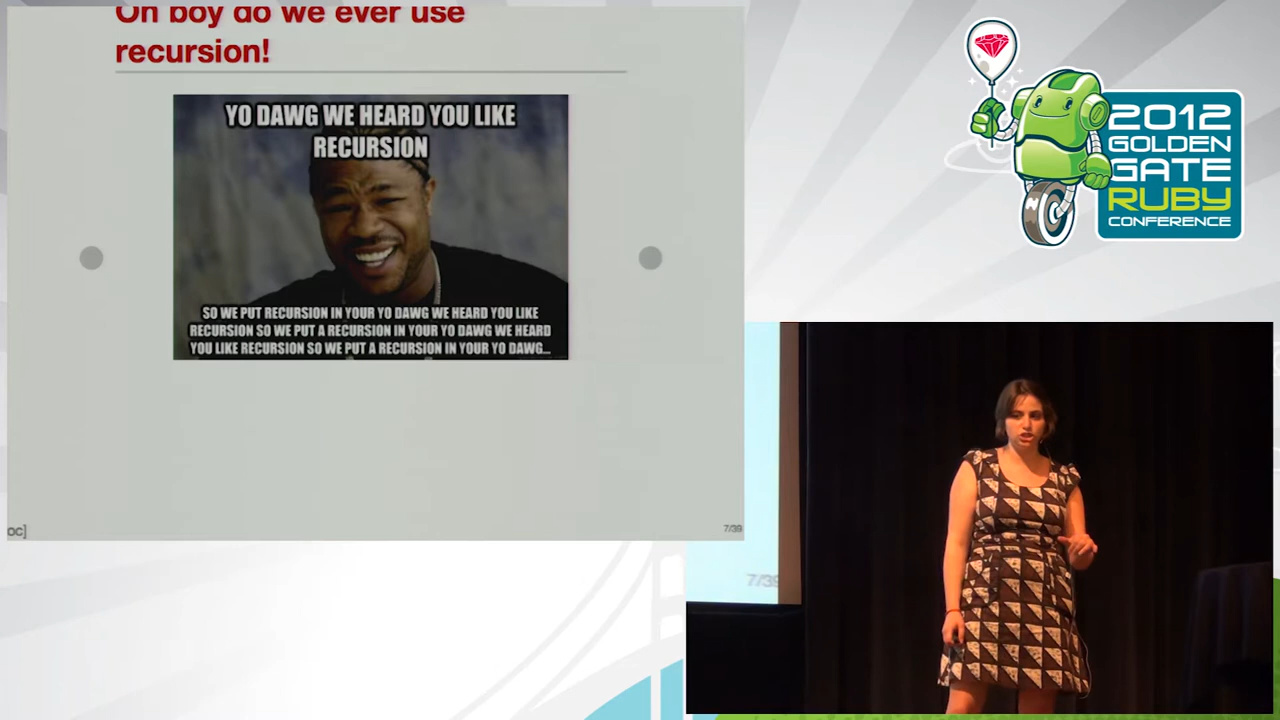 Oh boy do we ever use
recursion!
YO DAWG WE HEARD YOU LIKE
RECURSION
SO WE PUT RECURSION IN YOUR YO DAWG WE HEARD YOU LIKE
RECURSION SO WE PUT A RECURSION IN YOUR YO DAWG WE HEARD
YOU LIKE RECURSION SO WE PUT A RECURSION IN YOUR YO DAWG...
oc]
7/39
2012
GOLDEN
GATE
RUBY
CONFERENCE
7/39